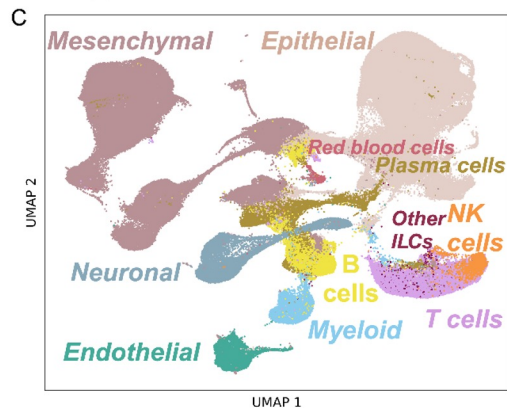 C
Mesenchymal
Epithelial
Red blood cells
Plasma cells
Other
ILCs
NK
cells
Neuronal
B
cells
Myeloid
T cells
Endothelial
UMAP 2
UMAP 1